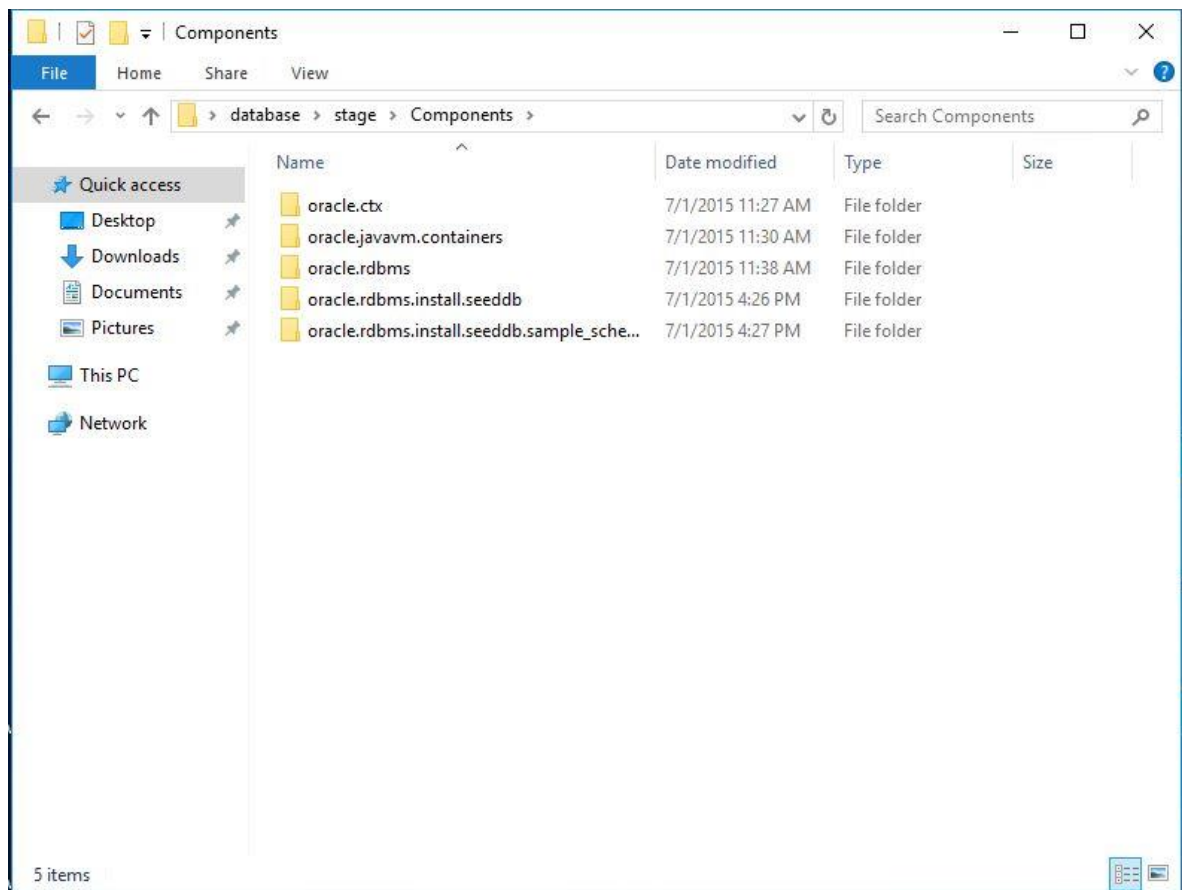 Components
File Home Share View
database > stage > Components >
Search Components
Name Date modified Type Size
Quick access
Desktop
Downloads
Documents
Pictures
This PC
Network
oracle.ctx 7/1/2015 11:27 AM File folder
oracle.javavm.containers 7/1/2015 11:30 AM File folder
oracle.rdbms 7/1/2015 11:38 AM File folder
oracle.rdbms.install.seeddb 7/1/2015 4:26 PM File folder
oracle.rdbms.install.seeddb.sample_sche... 7/1/2015 4:27 PM File folder
5 items